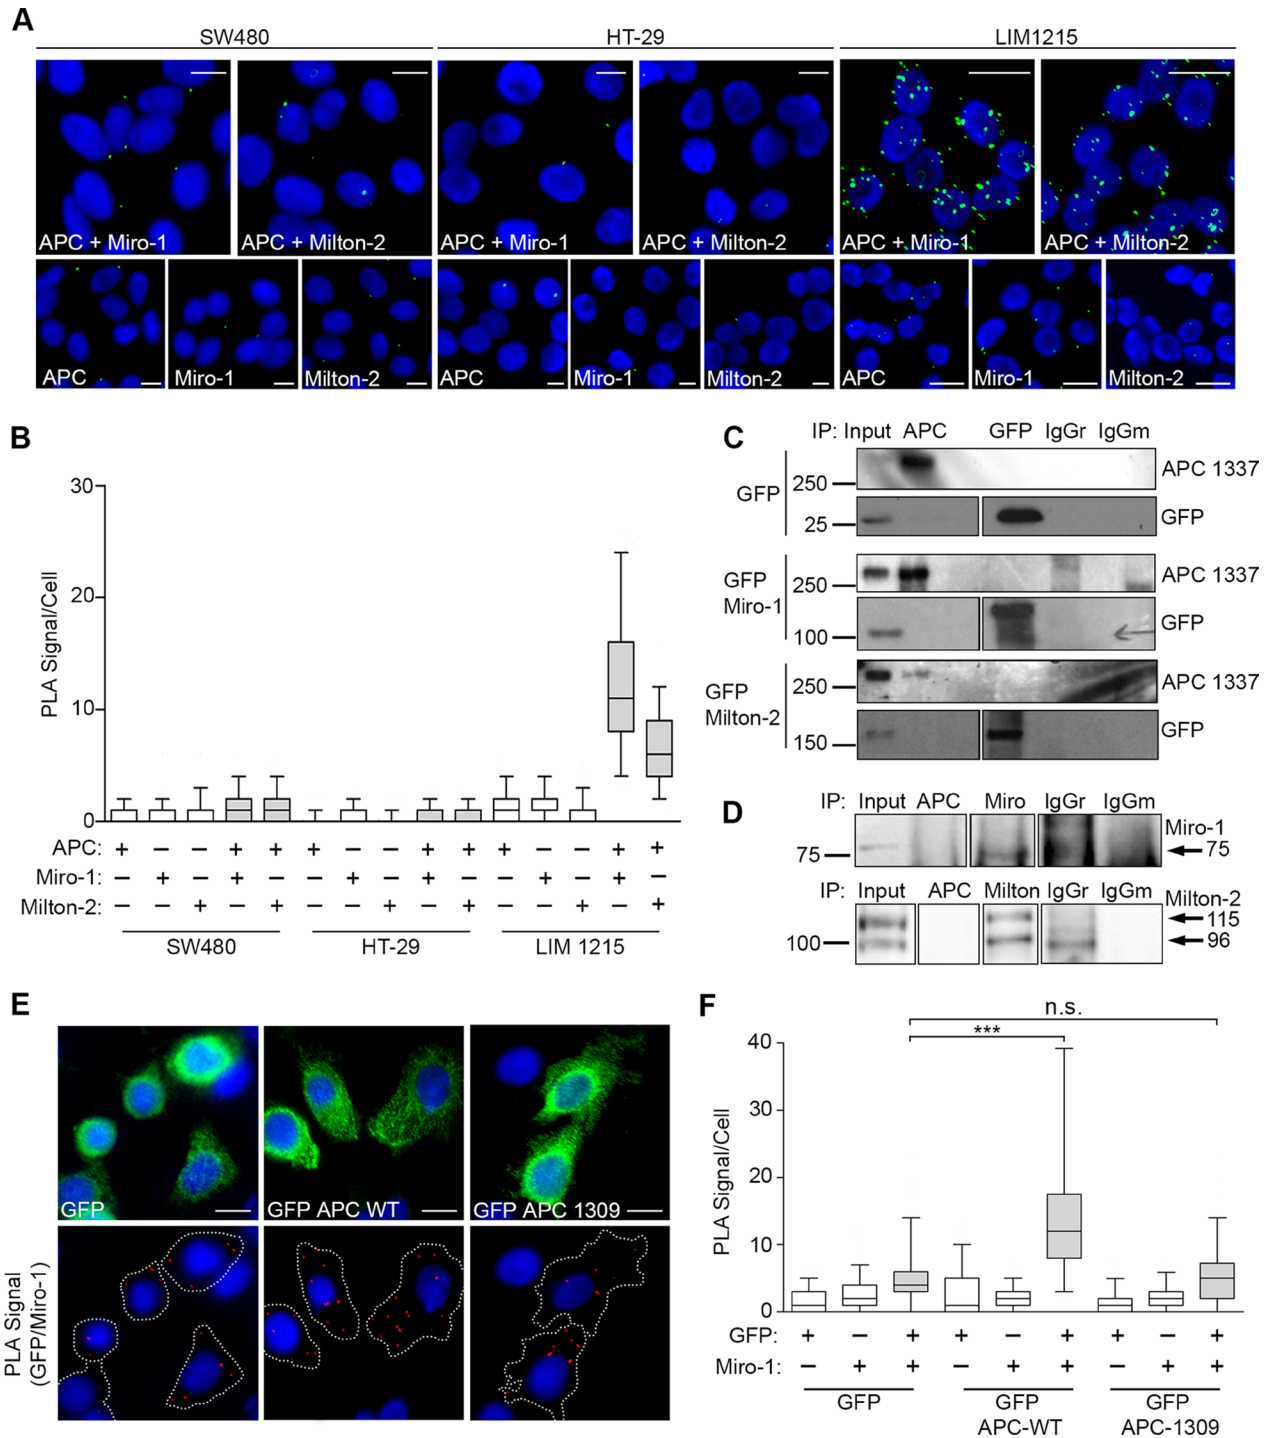 A
SW480 HT-29 LIM1215
APC + Miro-1 APC + Milton-2 APC + Miro-1 APC + Milton-2 APC + Miro-1 APC + Milton-2
APC Miro-1 Milton-2 APC Miro-1 Milton-2 APC Miro-1 Milton-2
B
PLA Signal/Cell
30
20
10
0
APC: + – – + + + – – + + + – – + +
Miro-1: – + – + – – + – + – – + – + –
Milton-2: – – + – + – – + – + – – + – +
SW480 HT-29 LIM 1215
C
IP: Input APC GFP IgGr IgGm
GFP
250 APC 1337
25 GFP
GFP
Miro-1
250 APC 1337
100 GFP
GFP
Milton-2
250 APC 1337
150 GFP
D
IP: Input APC Miro IgGr IgGm
Miro-1
75 75
IP: Input APC Milton IgGr IgGm
Milton-2
115
100 96
E
GFP GFP APC WT GFP APC 1309
PLA Signal
(GFP/Miro-1)
F
n.s.
***
PLA Signal/Cell
40
30
20
10
0
GFP: + – + + – + + – +
Miro-1: – + + – + + – + +
GFP GFP GFP
APC-WT APC-1309